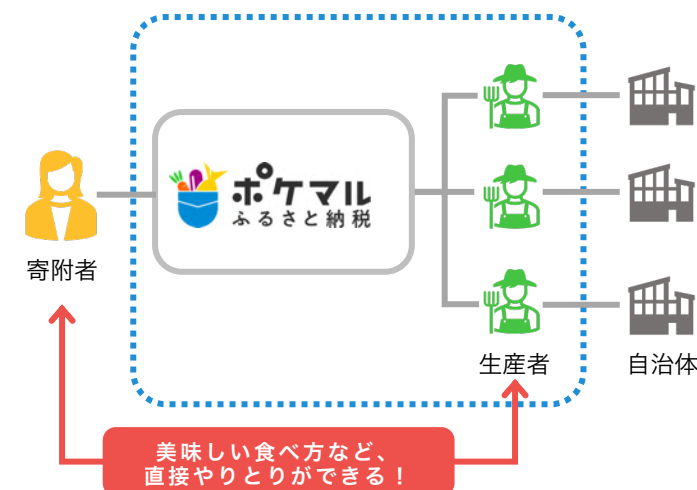 ポケマル
ふるさと納税
寄附者
生産者
自治体
美味しい食べ方など、
直接やりとりができる！